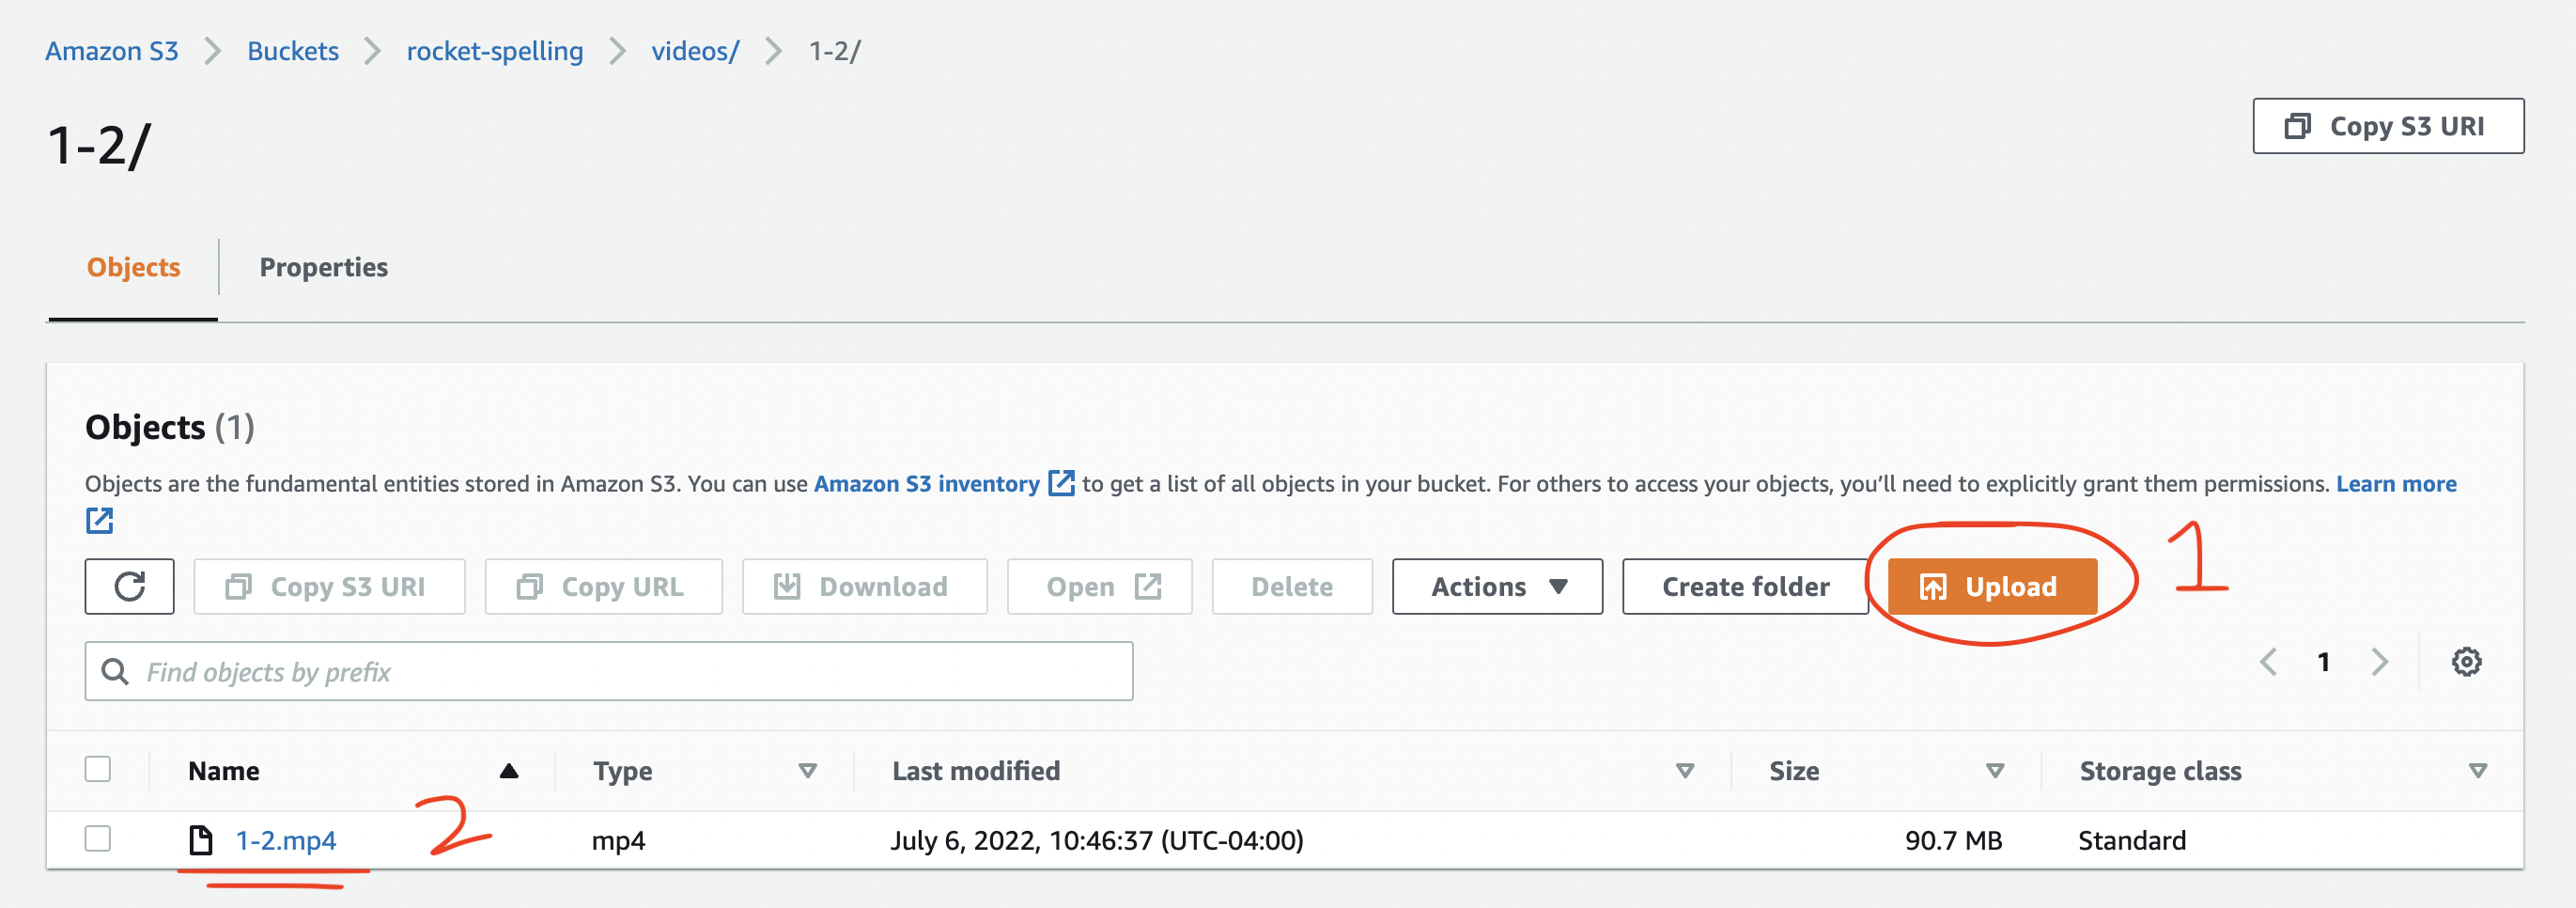 Amazon S3 > Buckets > rocket-spelling > videos/ > 1-2/
1-2/
Copy S3 URI
Objects Properties
Objects (1)
Objects are the fundamental entities stored in Amazon S3. You can use Amazon S3 inventory to get a list of all objects in your bucket. For others to access your objects, you’ll need to explicitly grant them permissions. Learn more
1
Copy S3 URI Copy URL Download Open Delete Actions Create folder Upload
Find objects by prefix
1
Name Type Last modified Size Storage class
1-2.mp4 2 mp4 July 6, 2022, 10:46:37 (UTC-04:00) 90.7 MB Standard